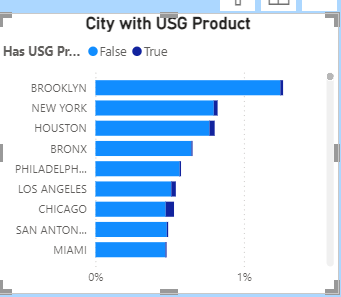 City with USG Product
Has USG Pr... False True
BROOKLYN
NEW YORK
HOUSTON
BRONX
PHILADELPH...
LOS ANGELES
CHICAGO
SAN ANTON...
MIAMI
0% 1%